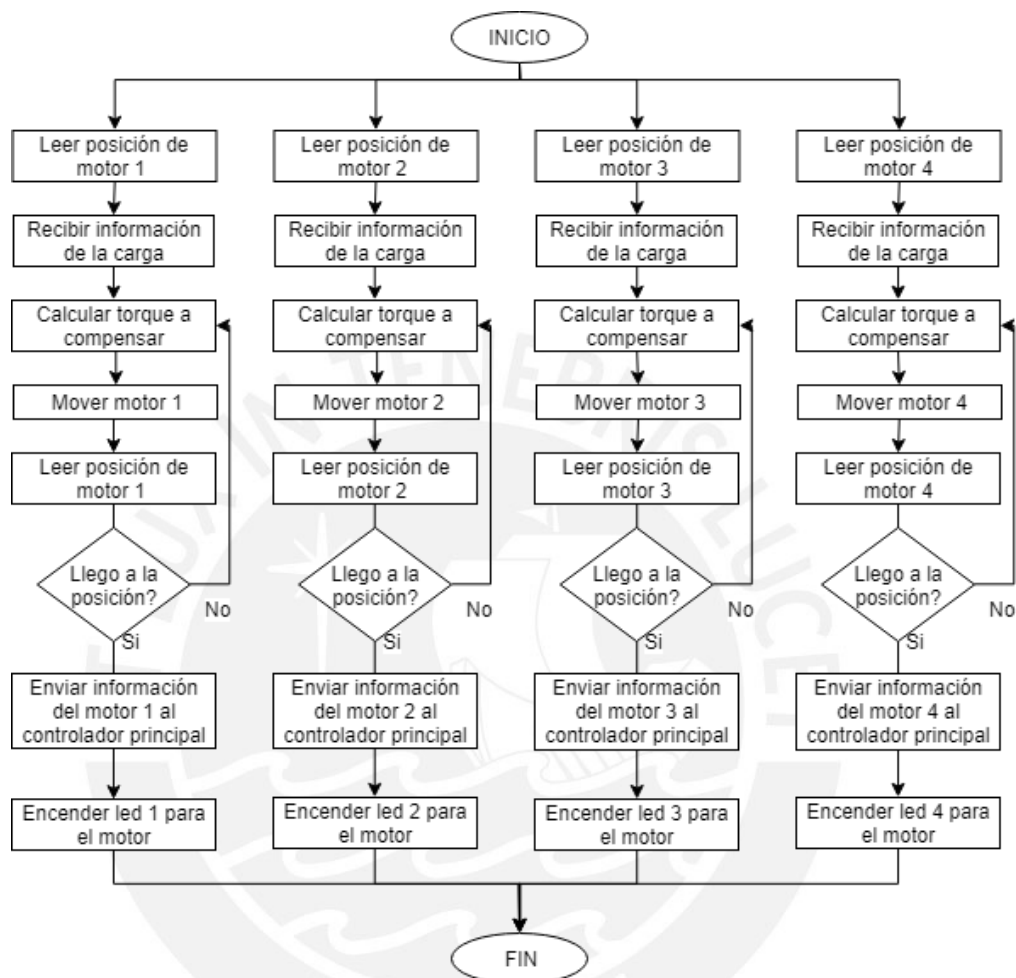 INICIO
Leer posición de
motor 1
Recibir información
de la carga
Calcular torque a
compensar
Mover motor 1
Leer posición de
motor 1
Llego a la
posición?
No
Si
Enviar información
del motor 1 al
controlador principal
Encender led 1 para
el motor
Leer posición de
motor 2
Recibir información
de la carga
Calcular torque a
compensar
Mover motor 2
Leer posición de
motor 2
Llego a la
posición?
No
Si
Enviar información
del motor 2 al
controlador principal
Encender led 2 para
el motor
Leer posición de
motor 3
Recibir información
de la carga
Calcular torque a
compensar
Mover motor 3
Leer posición de
motor 3
Llego a la
posición?
No
Si
Enviar información
del motor 3 al
controlador principal
Encender led 3 para
el motor
Leer posición de
motor 4
Recibir información
de la carga
Calcular torque a
compensar
Mover motor 4
Leer posición de
motor 4
Llego a la
posición?
No
Si
Enviar información
del motor 4 al
controlador principal
Encender led 4 para
el motor
FIN
ET LUX IN TENEBRIS LUCET